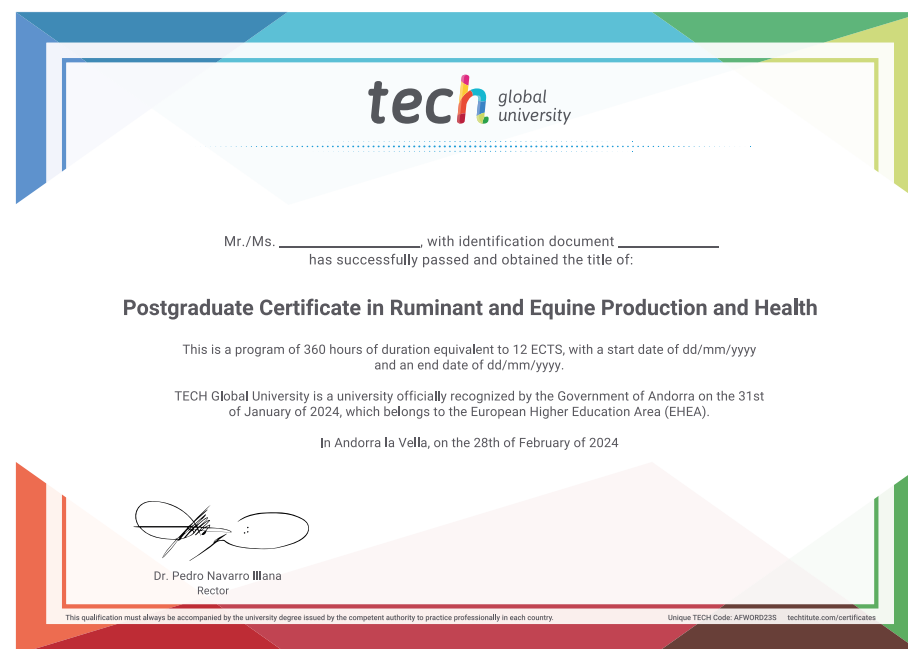 tech global
university
Mr./Ms. ____________, with identification document ____________
has successfully passed and obtained the title of:
Postgraduate Certificate in Ruminant and Equine Production and Health
This is a program of 360 hours of duration equivalent to 12 ECTS, with a start date of dd/mm/yyyy
and an end date of dd/mm/yyyy.
TECH Global University is a university officially recognized by the Government of Andorra on the 31st
of January of 2024, which belongs to the European Higher Education Area (EHEA).
In Andorra la Vella, on the 28th of February of 2024
Dr. Pedro Navarro Illana
Rector
This qualification must always be accompanied by the university degree issued by the competent authority to practice professionally in each country. Unique TECH Code: AFWORD23S techtitute.com/certificates